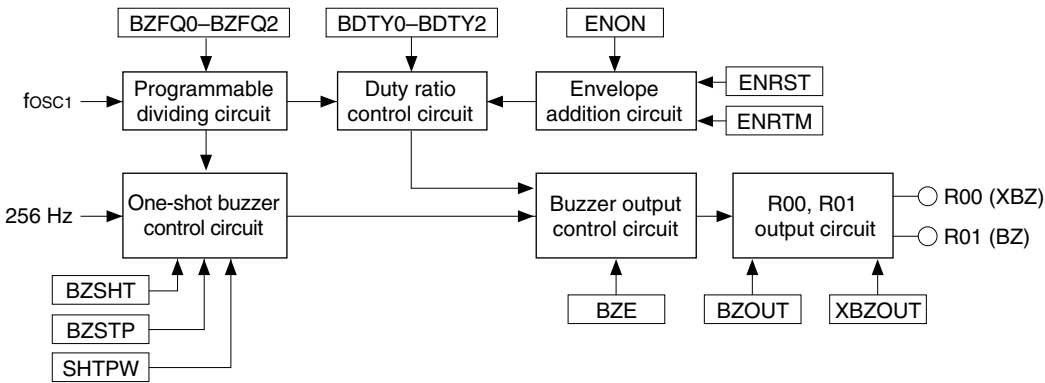 BZFQ0–BZFQ2
BDTY0–BDTY2
ENON
fOSC1
Programmable
dividing circuit
Duty ratio
control circuit
Envelope
addition circuit
ENRST
ENRTM
256 Hz
One-shot buzzer
control circuit
Buzzer output
control circuit
R00, R01
output circuit
R00 (XBZ)
R01 (BZ)
BZSHT
BZSTP
SHTPW
BZE
BZOUT
XBZOUT